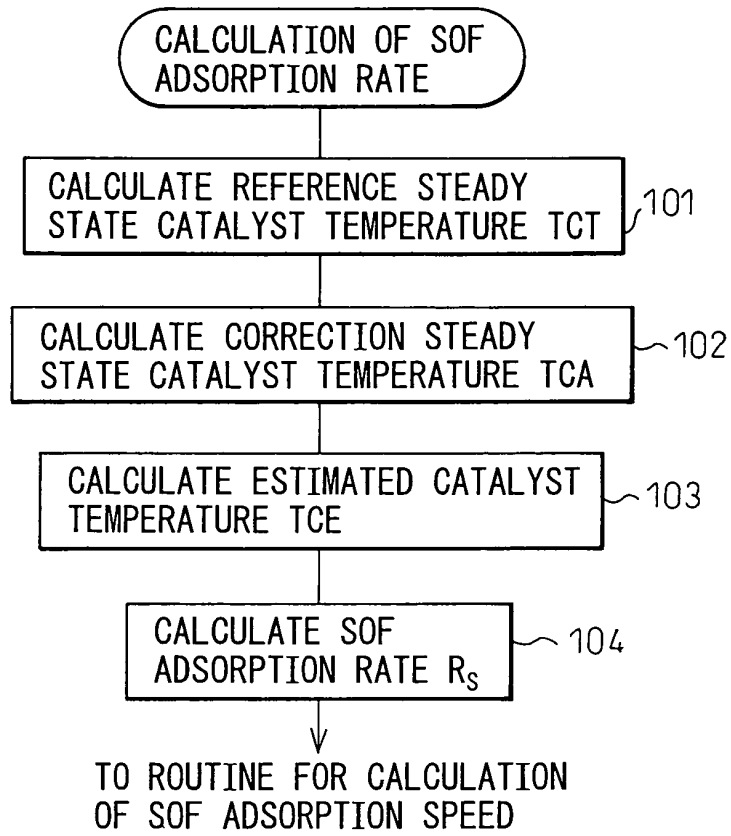 CALCULATION OF SOF
ADSORPTION RATE
CALCULATE REFERENCE STEADY
STATE CATALYST TEMPERATURE TCT
101
CALCULATE CORRECTION STEADY
STATE CATALYST TEMPERATURE TCA
102
CALCULATE ESTIMATED CATALYST
TEMPERATURE TCE
103
CALCULATE SOF
ADSORPTION RATE RS
104
TO ROUTINE FOR CALCULATION
OF SOF ADSORPTION SPEED